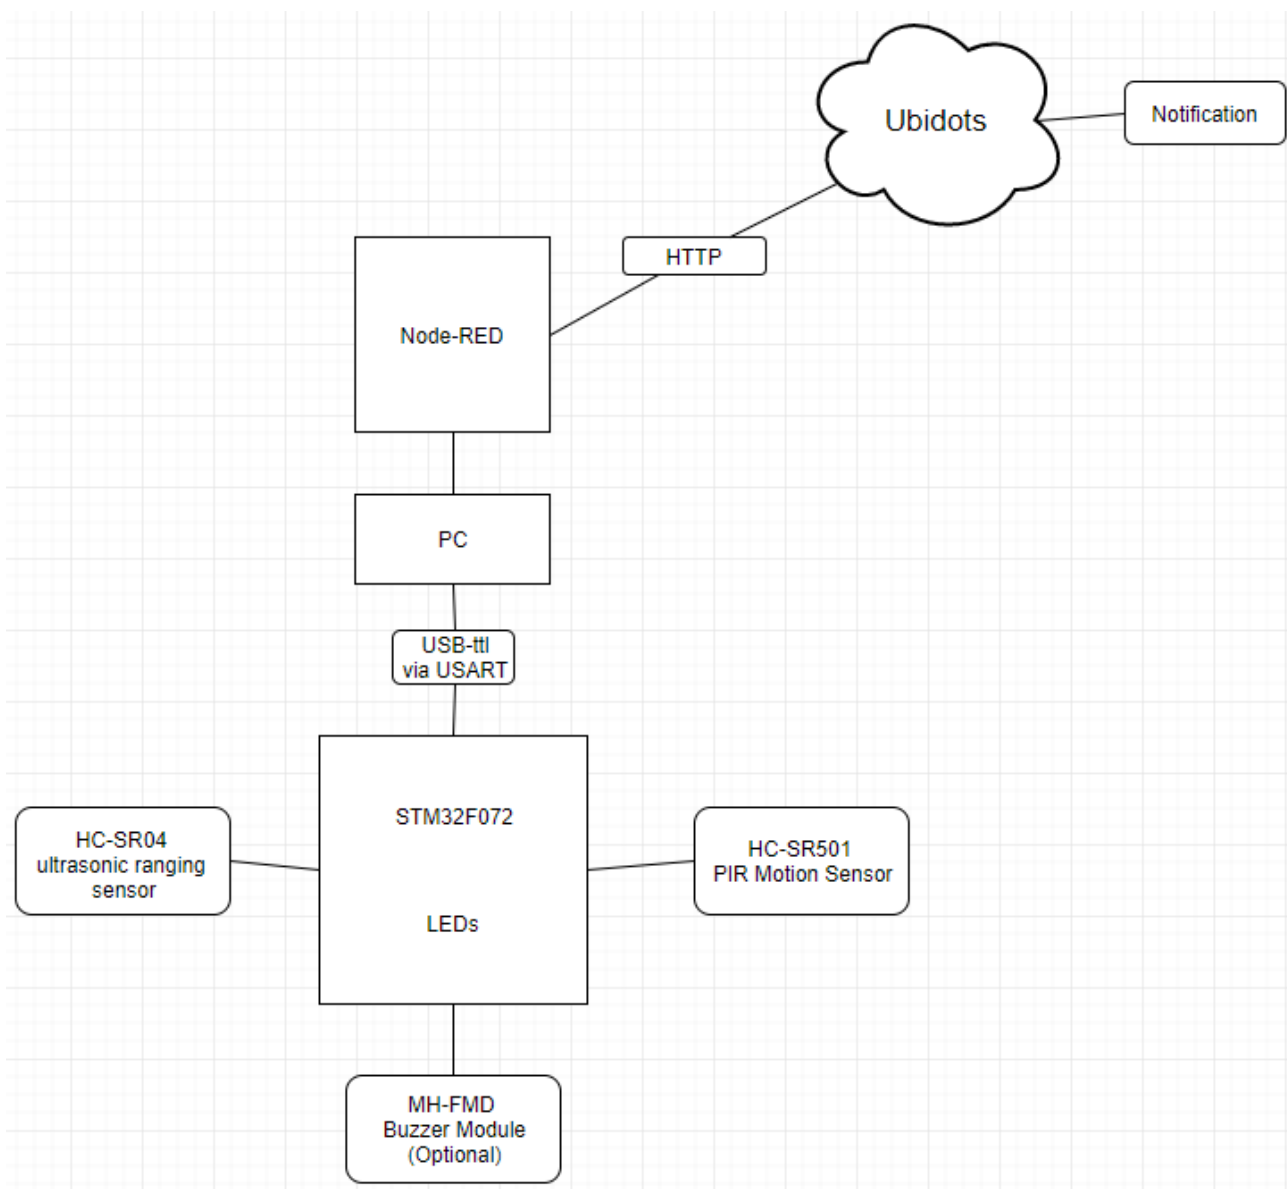 Ubidots
Notification
HTTP
Node-RED
PC
USB-ttl
via USART
STM32F072
HC-SR04
ultrasonic ranging
sensor
HC-SR501
PIR Motion Sensor
LEDs
MH-FMD
Buzzer Module
(Optional)